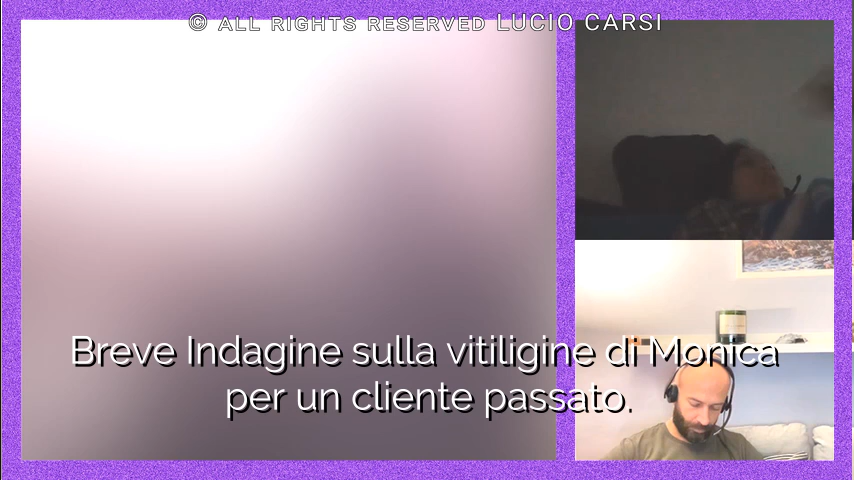 © ALL RIGHTS RESERVED LUCIO CARSI
Breve Indagine sulla vitiligine di Monica
per un cliente passato.